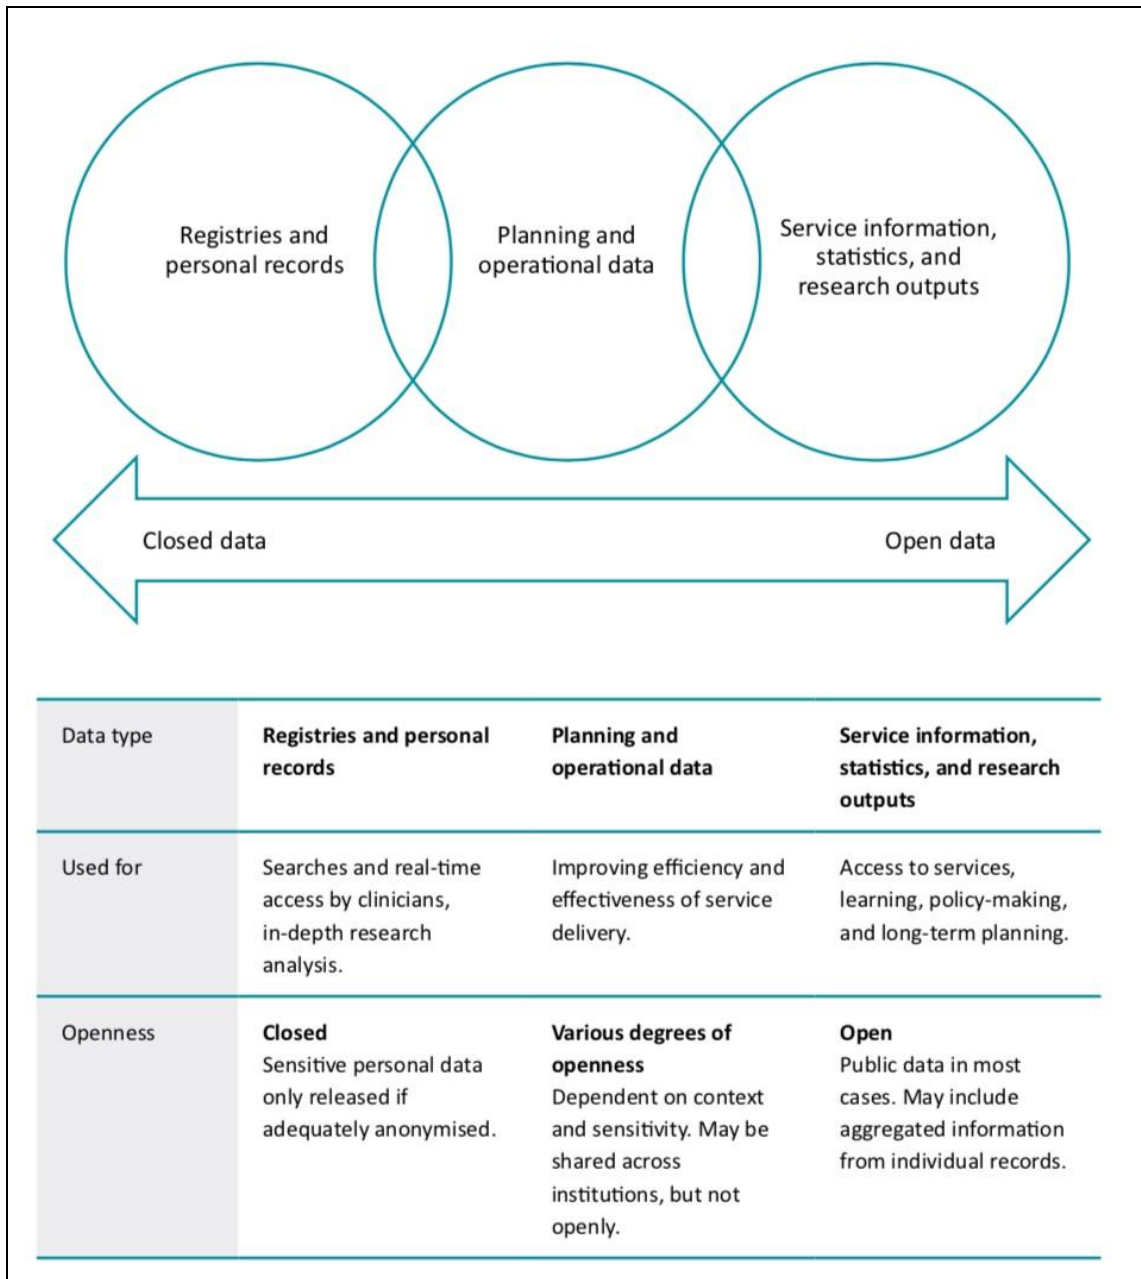 Registries and
personal records
Planning and
operational data
Service information,
statistics, and
research outputs
Closed data
Open data
Data type
Registries and personal
records
Planning and
operational data
Service information,
statistics, and research
outputs
Used for
Searches and real-time
access by clinicians,
in-depth research
analysis.
Improving efficiency and
effectiveness of service
delivery.
Access to services,
learning, policy-making,
and long-term planning.
Openness
Closed
Sensitive personal data
only released if
adequately anonymised.
Various degrees of
openness
Dependent on context
and sensitivity. May be
shared across
institutions, but not
openly.
Open
Public data in most
cases. May include
aggregated information
from individual records.